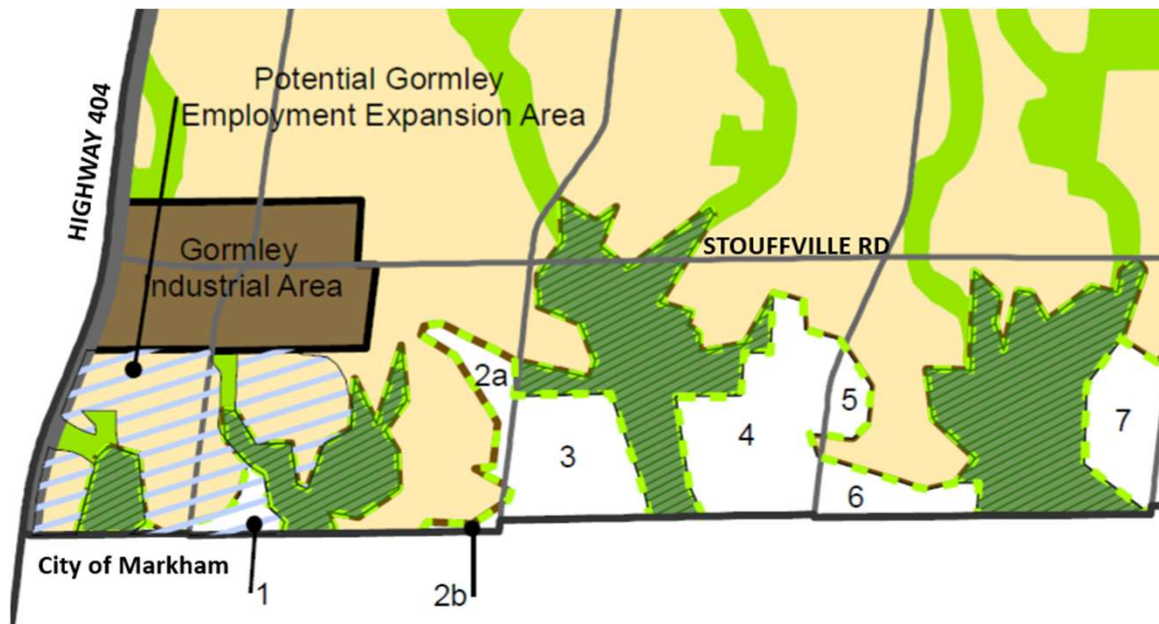 Potential Gormley
Employment Expansion Area
HIGHWAY 404
Gormley
Industrial Area
STOUFFVILLE RD
2a
3
4
5
6
7
City of Markham
1
2b